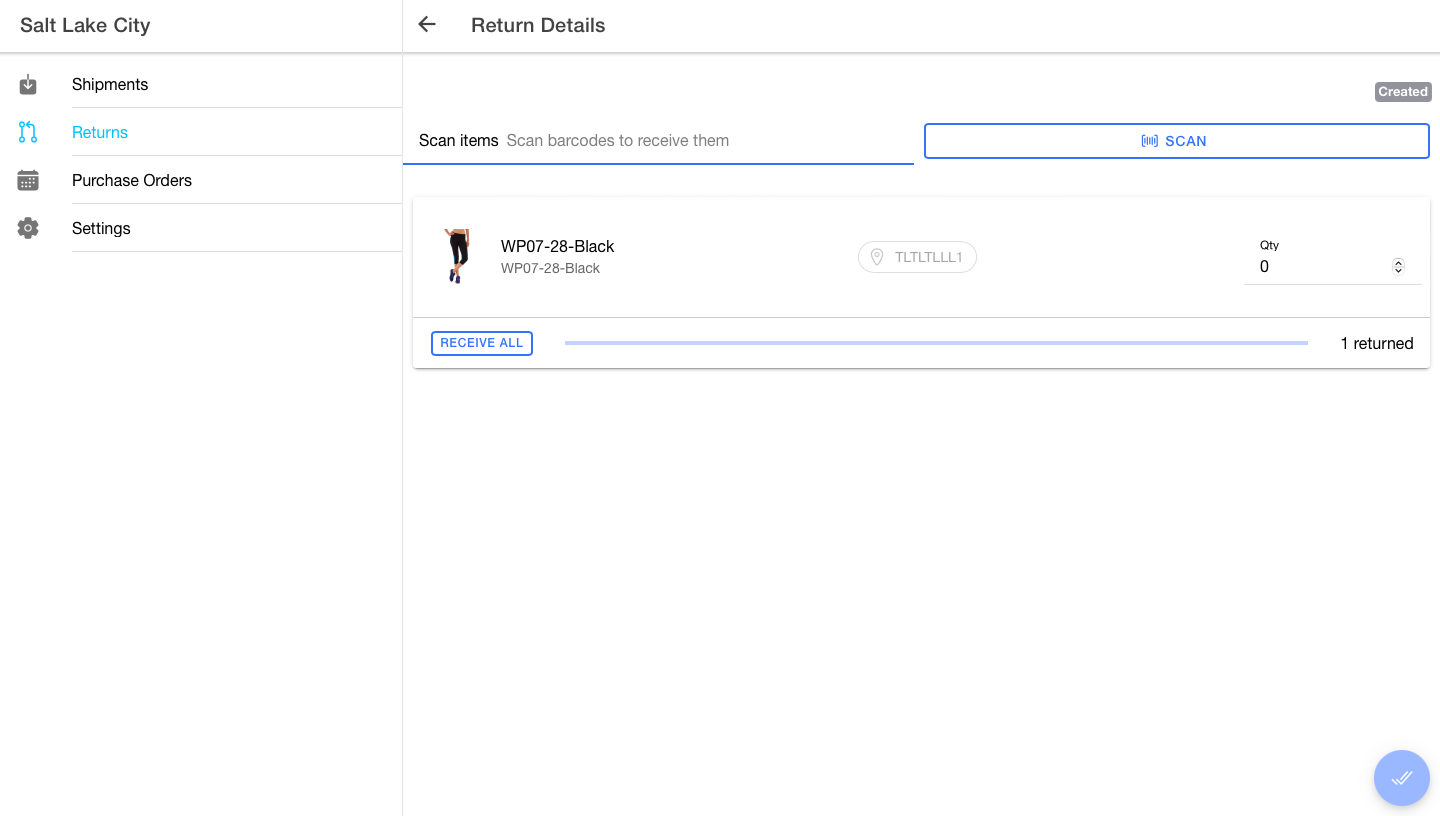 Salt Lake City
Shipments
Returns
Purchase Orders
Settings
Return Details
Created
Scan items Scan barcodes to receive them
SCAN
WP07-28-Black
WP07-28-Black
TLTLTLLL1
Qty
0
RECEIVE ALL
1 returned